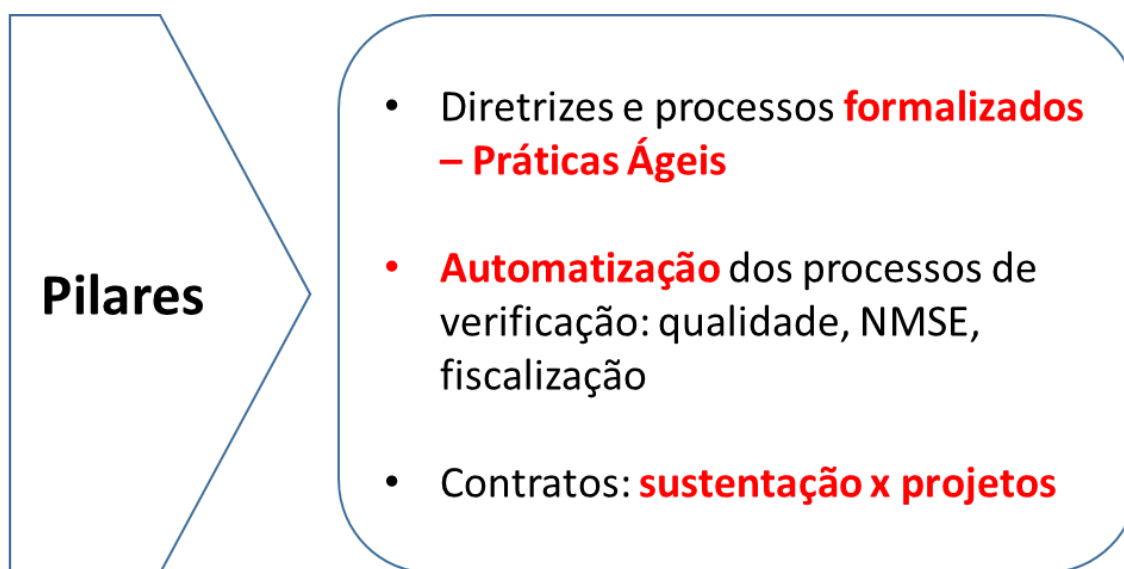 Pilares
• Diretrizes e processos formalizados
– Práticas Ágeis
• Automatização dos processos de
verificação: qualidade, NMSE,
fiscalização
• Contratos: sustentação x projetos